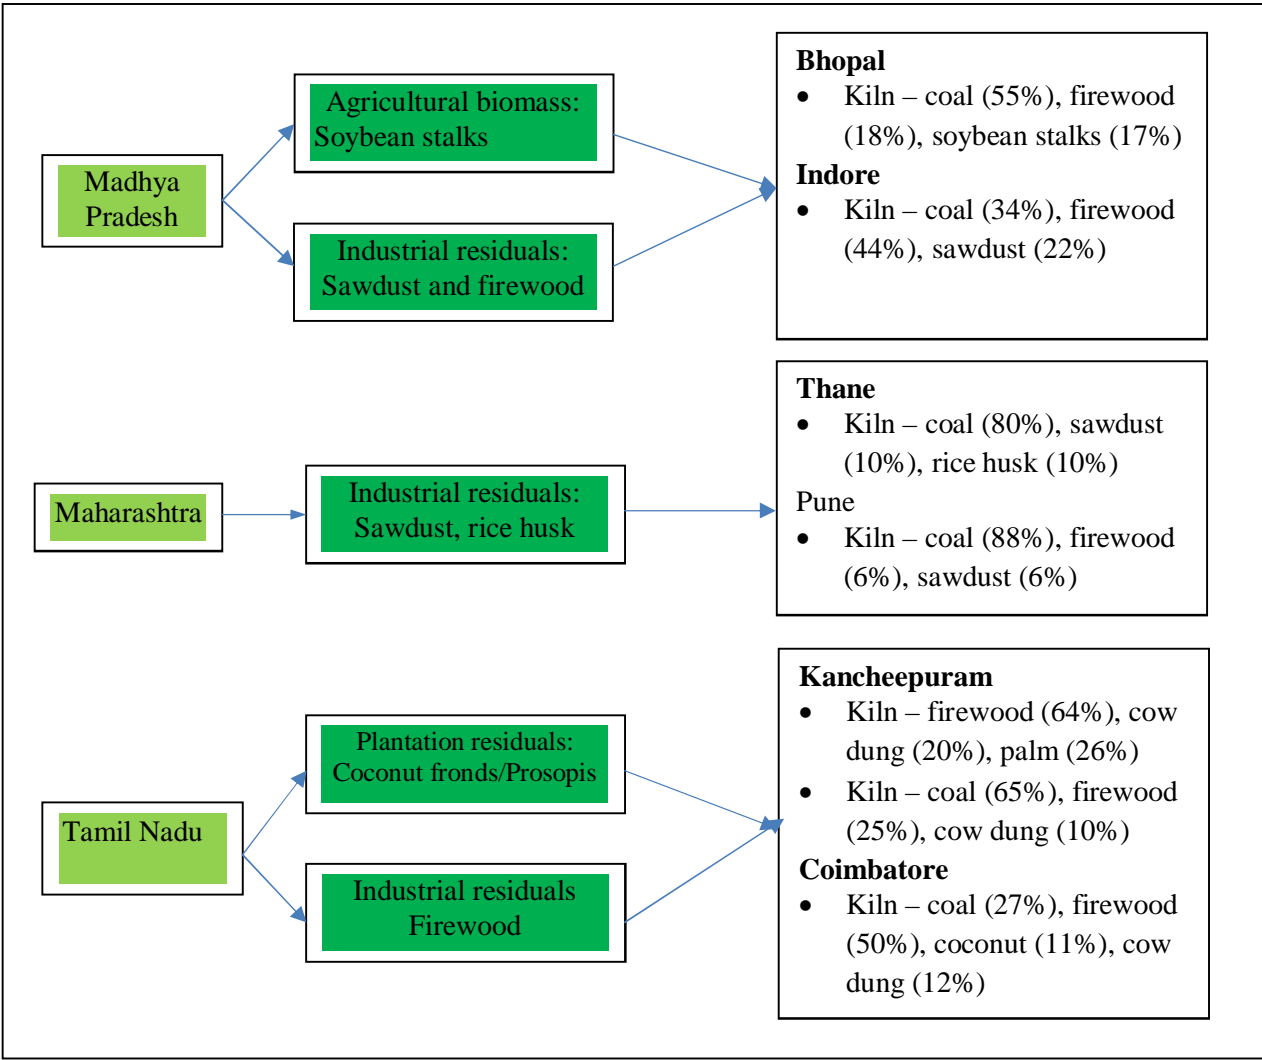 Madhya
Pradesh
Agricultural biomass:
Soybean stalks
Industrial residuals:
Sawdust and firewood
Bhopal
• Kiln – coal (55%), firewood
(18%), soybean stalks (17%)
Indore
• Kiln – coal (34%), firewood
(44%), sawdust (22%)
Maharashtra
Industrial residuals:
Sawdust, rice husk
Thane
• Kiln – coal (80%), sawdust
(10%), rice husk (10%)
Pune
• Kiln – coal (88%), firewood
(6%), sawdust (6%)
Tamil Nadu
Plantation residuals:
Coconut fronds/Prosopis
Industrial residuals
Firewood
Kancheepuram
• Kiln – firewood (64%), cow
dung (20%), palm (26%)
• Kiln – coal (65%), firewood
(25%), cow dung (10%)
Coimbatore
• Kiln – coal (27%), firewood
(50%), coconut (11%), cow
dung (12%)